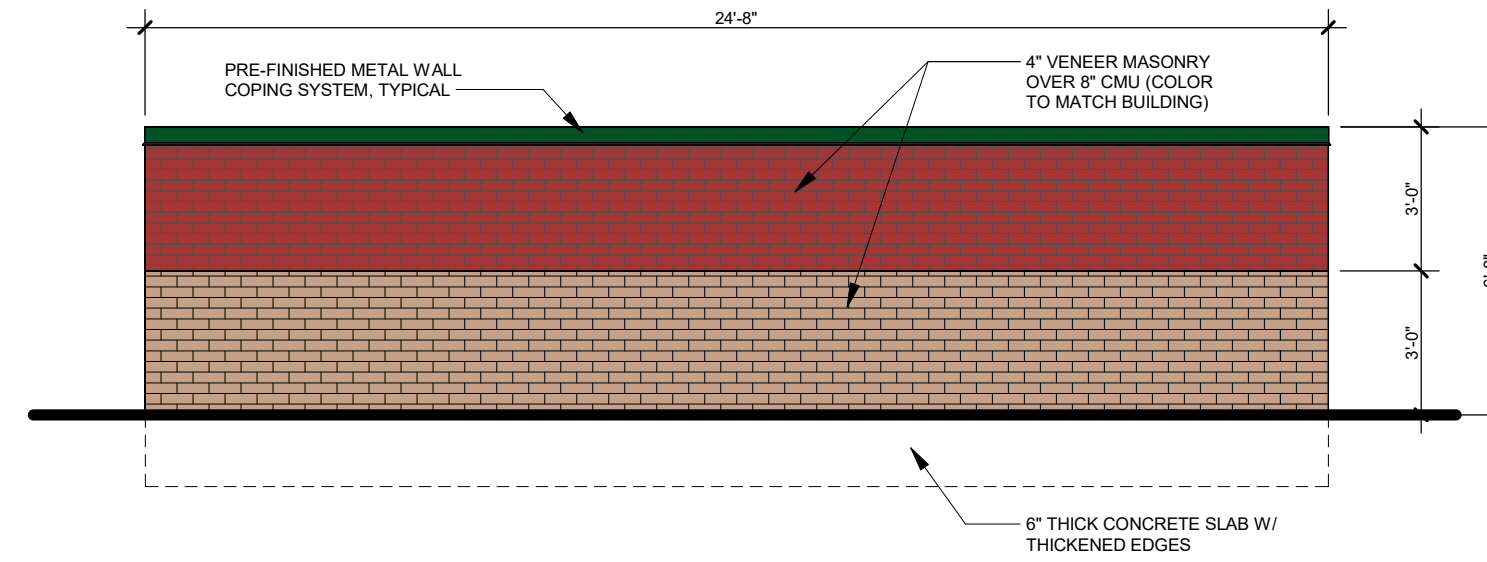 24'-8"
PRE-FINISHED METAL WALL
COPING SYSTEM, TYPICAL
4" VENEER MASONRY
OVER 8" CMU (COLOR
TO MATCH BUILDING)
3'-0"
3'-0"
6" THICK CONCRETE SLAB W/
THICKENED EDGES